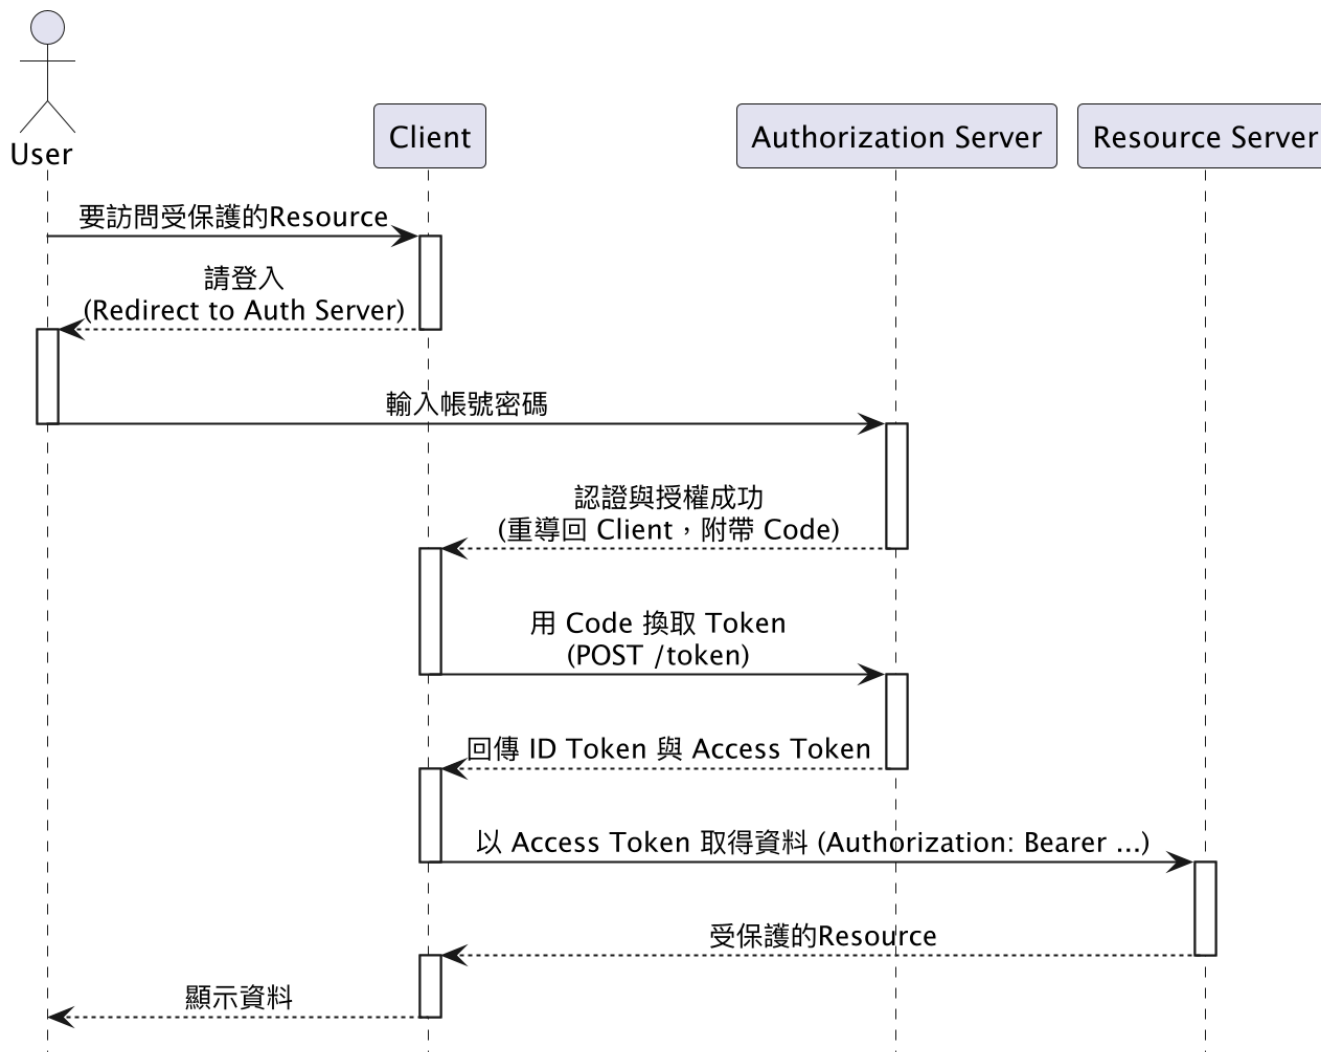 User
Client
Authorization Server
Resource Server
要訪問受保護的Resource
請登入
(Redirect to Auth Server)
輸入帳號密碼
認證與授權成功
(重導回 Client，附帶 Code)
用 Code 換取 Token
(POST /token)
回傳 ID Token 與 Access Token
以 Access Token 取得資料 (Authorization: Bearer ...)
受保護的Resource
顯示資料